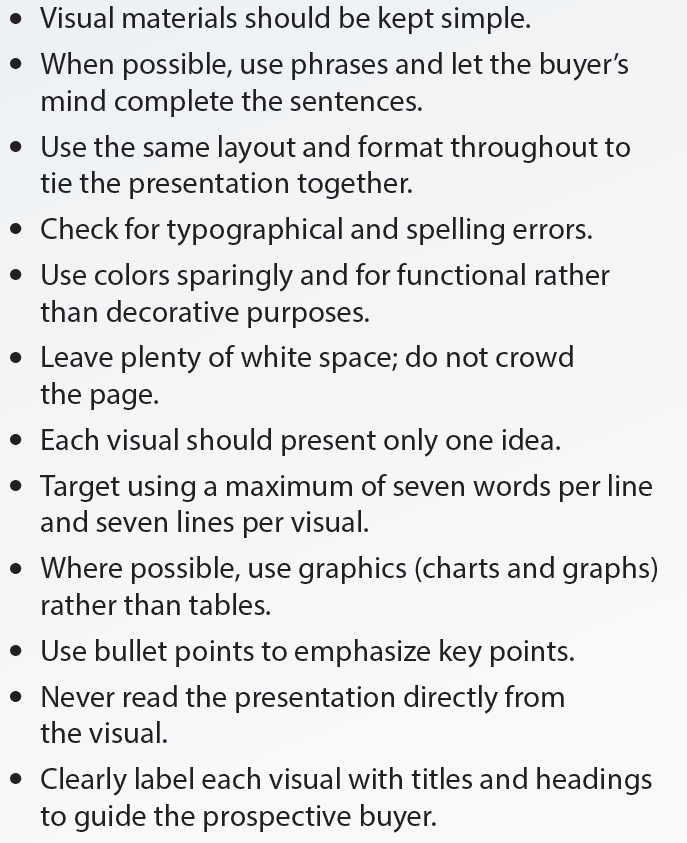 • Visual materials should be kept simple.
• When possible, use phrases and let the buyer’s
mind complete the sentences.
• Use the same layout and format throughout to
tie the presentation together.
• Check for typographical and spelling errors.
• Use colors sparingly and for functional rather
than decorative purposes.
• Leave plenty of white space; do not crowd
the page.
• Each visual should present only one idea.
• Target using a maximum of seven words per line
and seven lines per visual.
• Where possible, use graphics (charts and graphs)
rather than tables.
• Use bullet points to emphasize key points.
• Never read the presentation directly from
the visual.
• Clearly label each visual with titles and headings
to guide the prospective buyer.